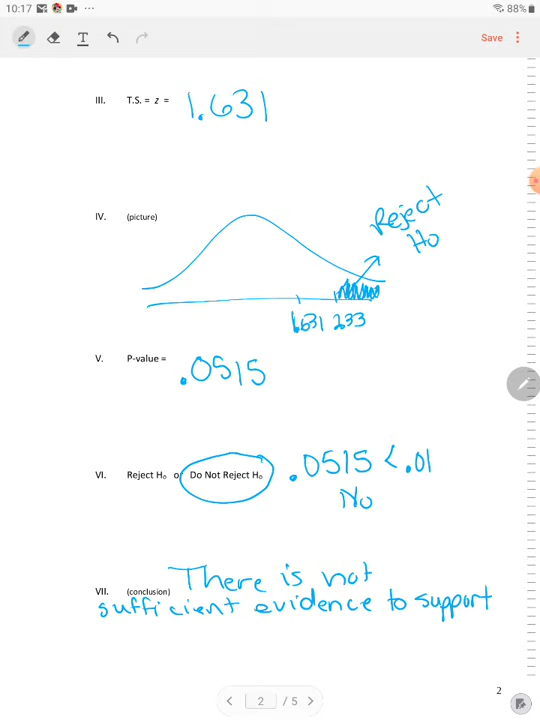 10:17 ... 88%
Save
III. T.S. = z = 1.631
IV. (picture)
Reject
Ho
1.631 2.33
V. P-value = .0515
VI. Reject H₀ or Do Not Reject H₀ .0515 < .01
No
There is not
VII. (conclusion)
sufficient evidence to support
2
2 / 5